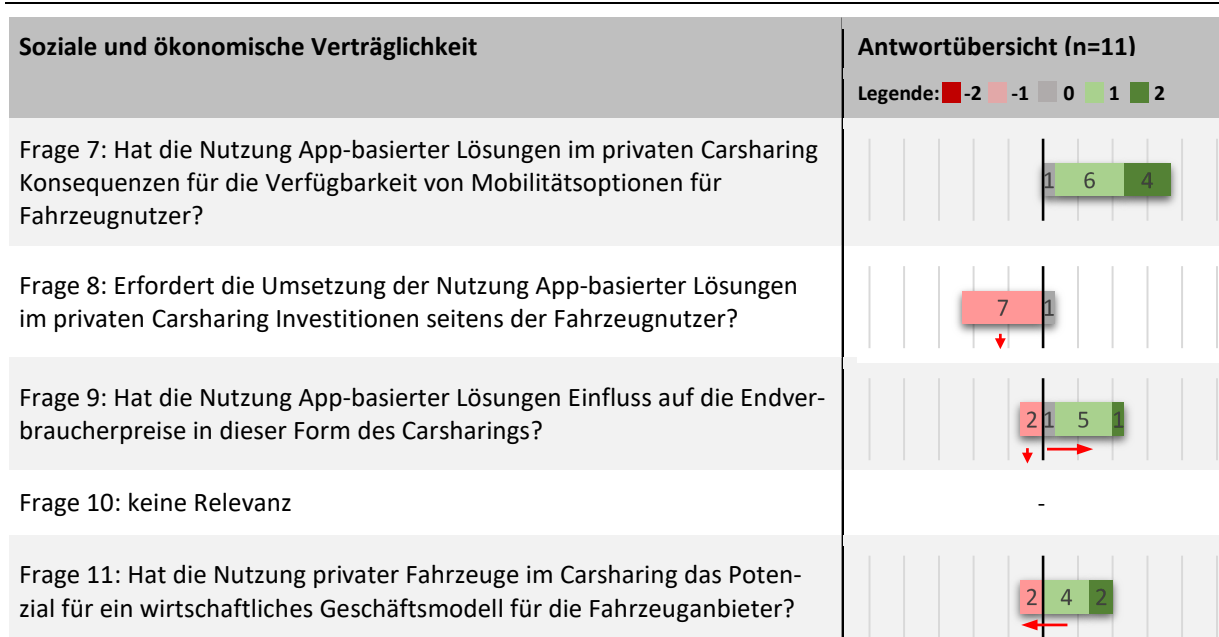 Soziale und ökonomische Verträglichkeit
Antwortübersicht (n=11)
Legende: -2 -1 0 1 2
Frage 7: Hat die Nutzung App-basierter Lösungen im privaten Carsharing
Konsequenzen für die Verfügbarkeit von Mobilitätsoptionen für
Fahrzeugnutzer?
1 6 4
Frage 8: Erfordert die Umsetzung der Nutzung App-basierter Lösungen
im privaten Carsharing Investitionen seitens der Fahrzeugnutzer?
7 1
Frage 9: Hat die Nutzung App-basierter Lösungen Einfluss auf die Endver-
braucherpreise in dieser Form des Carsharings?
2 1 5 1
Frage 10: keine Relevanz
-
Frage 11: Hat die Nutzung privater Fahrzeuge im Carsharing das Poten-
zial für ein wirtschaftliches Geschäftsmodell für die Fahrzeuganbieter?
2 4 2